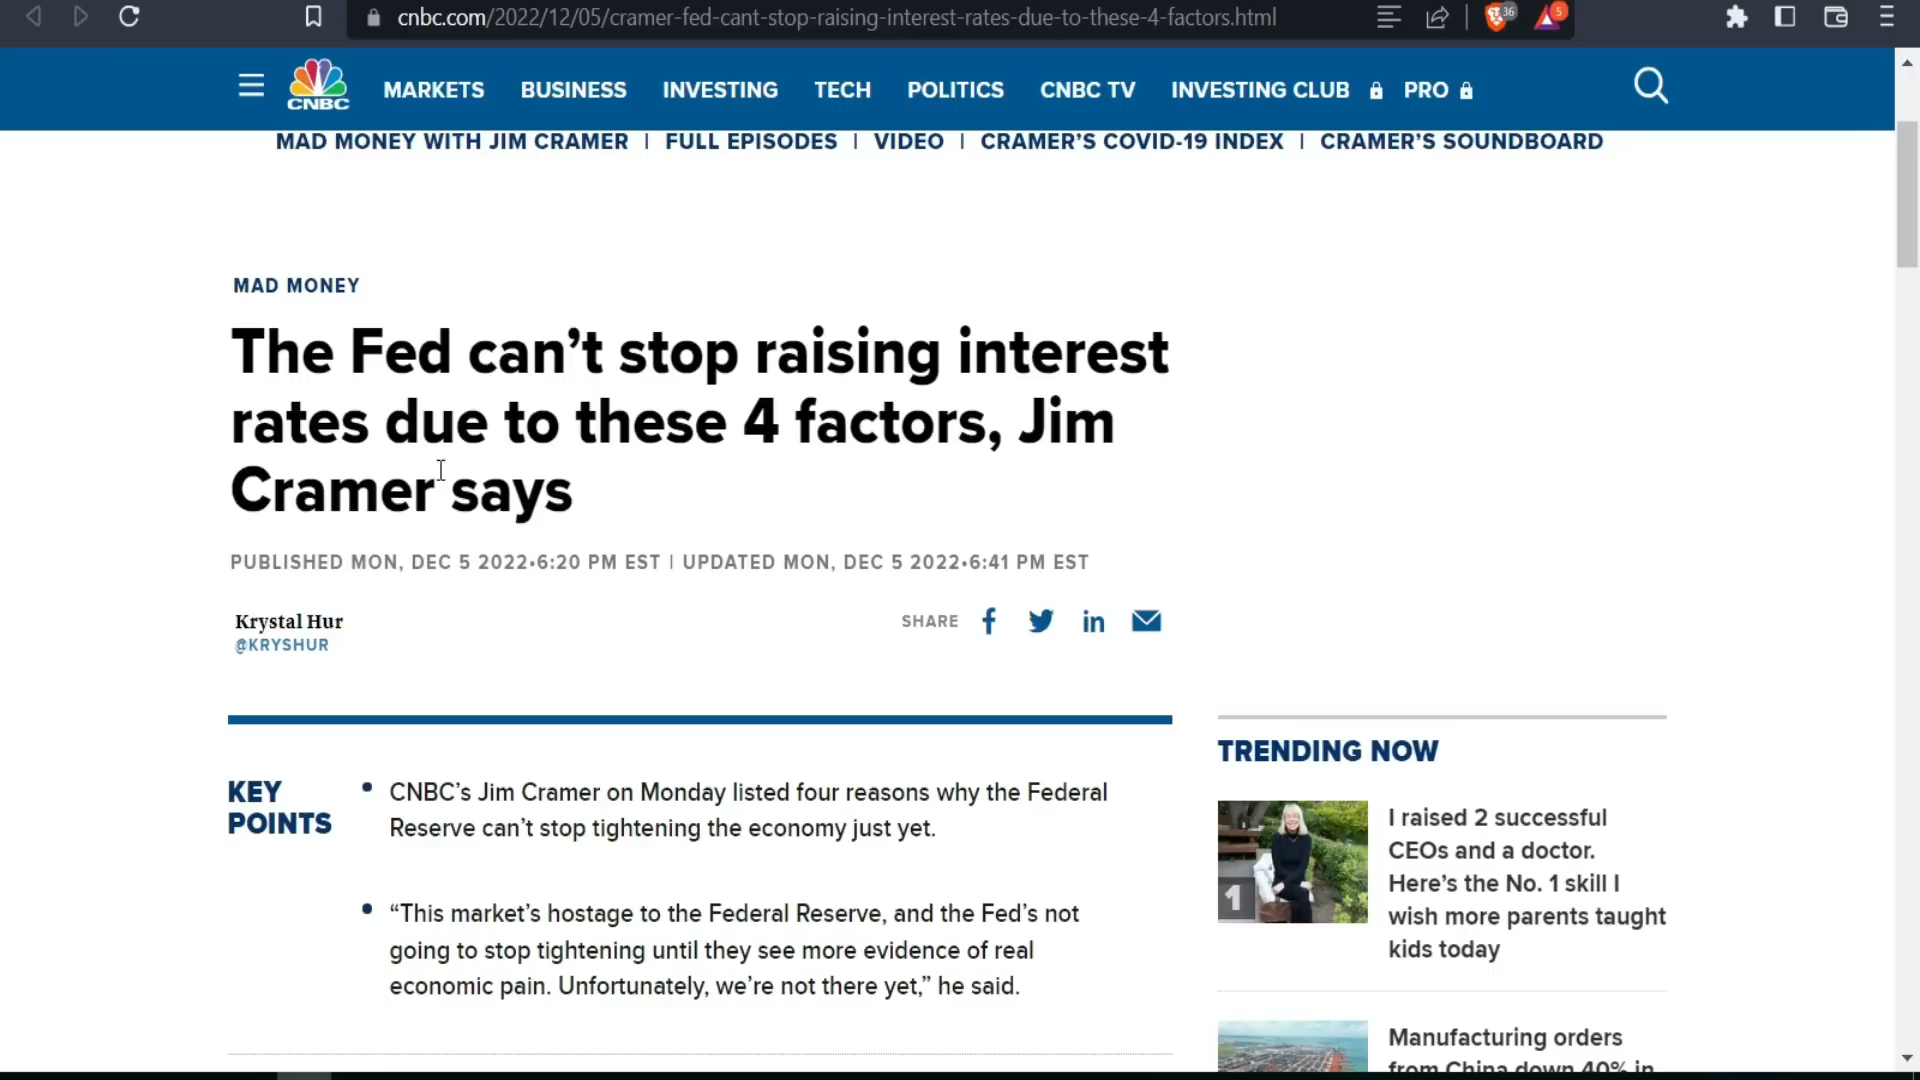 cnbc.com/2022/12/05/cramer-fed-cant-stop-raising-interest-rates-due-to-these-4-factors.html
36
5
CNBC
MARKETS BUSINESS INVESTING TECH POLITICS CNBC TV INVESTING CLUB PRO
MAD MONEY WITH JIM CRAMER | FULL EPISODES | VIDEO | CRAMER’S COVID-19 INDEX | CRAMER’S SOUNDBOARD
MAD MONEY
The Fed can’t stop raising interest
rates due to these 4 factors, Jim
Cramer says
PUBLISHED MON, DEC 5 2022•6:20 PM EST | UPDATED MON, DEC 5 2022•6:41 PM EST
Krystal Hur
@KRYSHUR
SHARE
KEY
POINTS
• CNBC’s Jim Cramer on Monday listed four reasons why the Federal
Reserve can’t stop tightening the economy just yet.
• “This market’s hostage to the Federal Reserve, and the Fed’s not
going to stop tightening until they see more evidence of real
economic pain. Unfortunately, we’re not there yet,” he said.
TRENDING NOW
1
I raised 2 successful
CEOs and a doctor.
Here’s the No. 1 skill I
wish more parents taught
kids today
Manufacturing orders
from China down 40% in